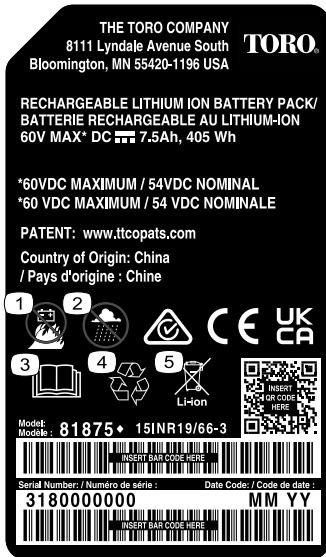 THE TORO COMPANY
8111 Lyndale Avenue South
Bloomington, MN 55420-1196 USA
TORO®
RECHARGEABLE LITHIUM ION BATTERY PACK/
BATTERIE RECHARGEABLE AU LITHIUM-ION
60V MAX* DC 7.5Ah, 405 Wh
*60VDC MAXIMUM / 54VDC NOMINAL
*60 VDC MAXIMUM / 54 VDC NOMINALE
PATENT: www.ttcopats.com
Country of Origin: China
/ Pays d'origine : Chine
1 2
CE UK CA
3 4 5
Li-ion
INSERT
QR CODE
HERE
Model:
Modèle : 81875◆ 15INR19/66-3
INSERT BAR CODE HERE
Serial Number: / Numéro de série : Date Code: / Code de date :
3180000000 MM YY
INSERT BAR CODE HERE